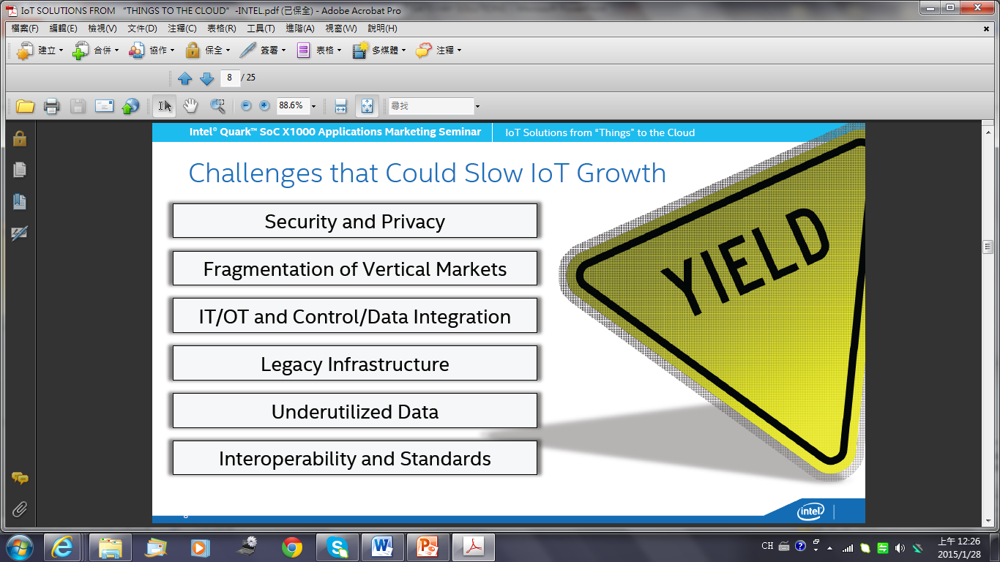 IoT SOLUTIONS FROM “THINGS TO THE CLOUD” -INTEL.pdf (已保全) - Adobe Acrobat Pro
檔案(F) 編輯(E) 檢視(V) 文件(D) 注釋(C) 表格(R) 工具(T) 進階(A) 視窗(W) 說明(H)
建立 合併 協作 保全 簽署 表格 多媒體 注釋
8 / 25
88.6% 尋找
Intel® Quark™ SoC X1000 Applications Marketing Seminar IoT Solutions from “Things” to the Cloud
Challenges that Could Slow IoT Growth
Security and Privacy
Fragmentation of Vertical Markets
IT/OT and Control/Data Integration
Legacy Infrastructure
Underutilized Data
Interoperability and Standards
YIELD
intel
CH
上午 12:26
2015/1/28